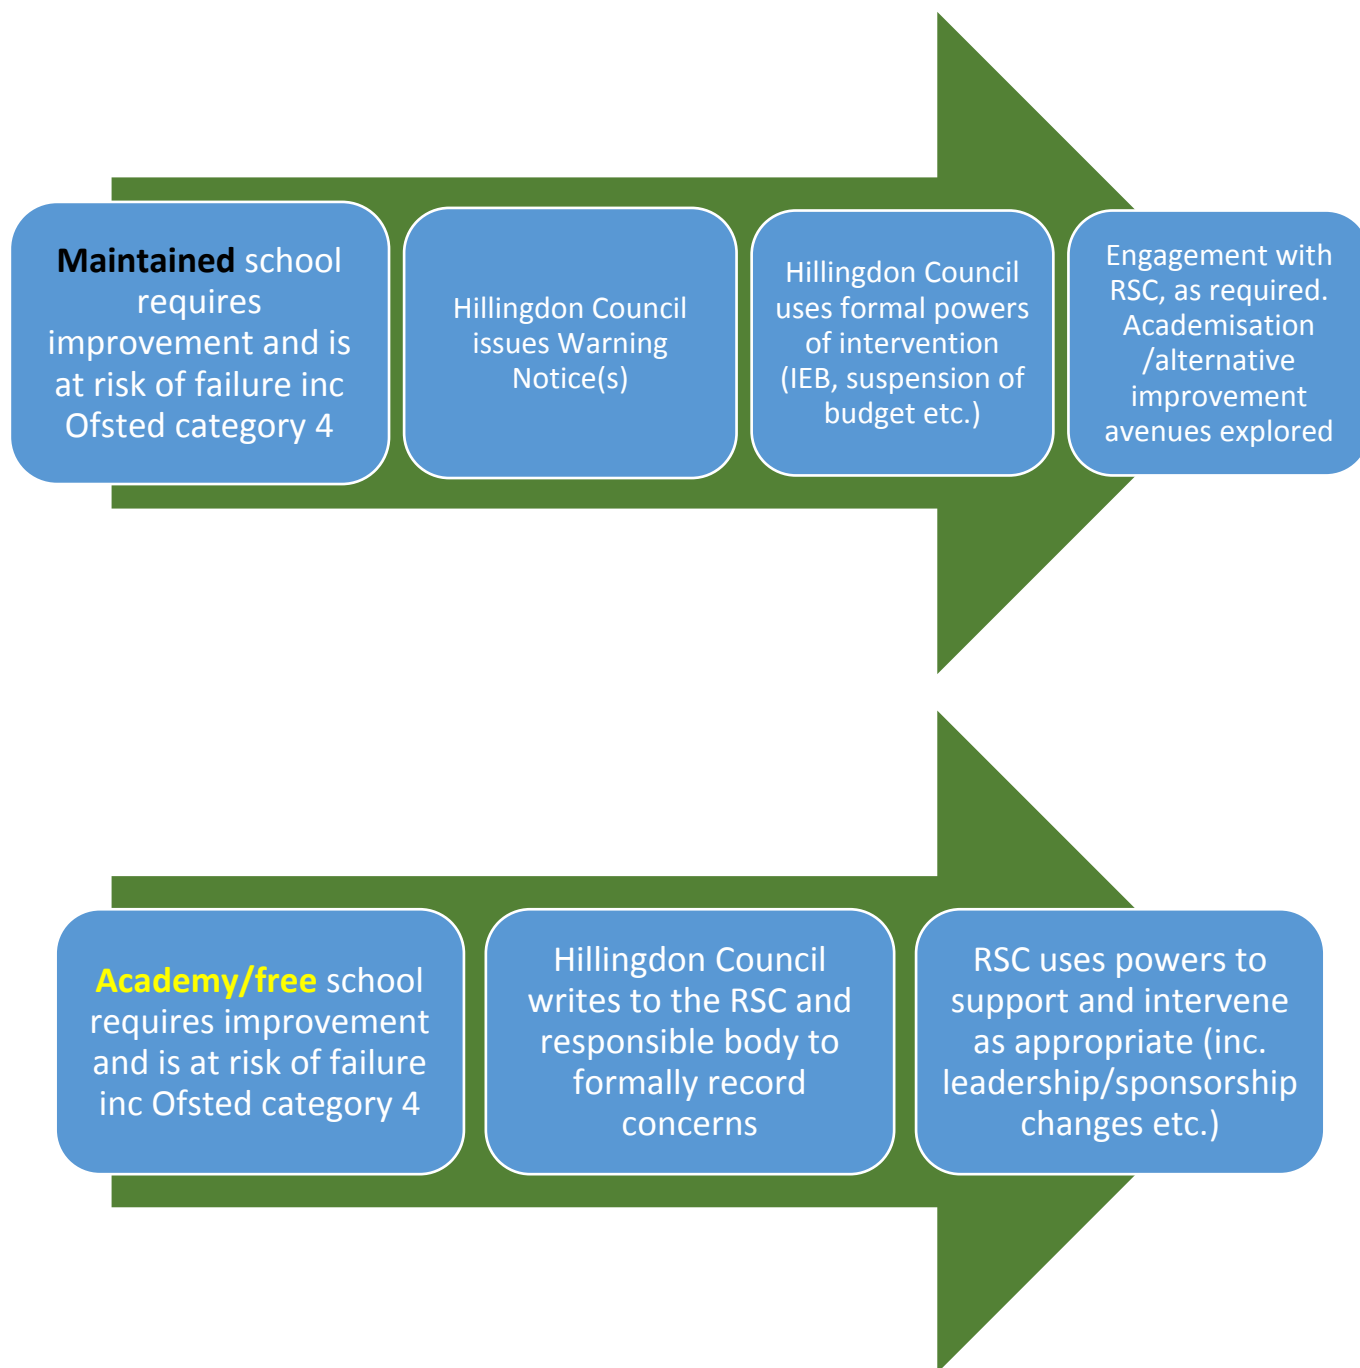 Maintained school
requires
improvement and is
at risk of failure inc
Ofsted category 4
Hillingdon Council
issues Warning
Notice(s)
Hillingdon Council
uses formal powers
of intervention
(IEB, suspension of
budget etc.)
Engagement with
RSC, as required.
Academisation
/alternative
improvement
avenues explored
Academy/free school
requires improvement
and is at risk of failure
inc Ofsted category 4
Hillingdon Council
writes to the RSC and
responsible body to
formally record
concerns
RSC uses powers to
support and intervene
as appropriate (inc.
leadership/sponsorship
changes etc.)